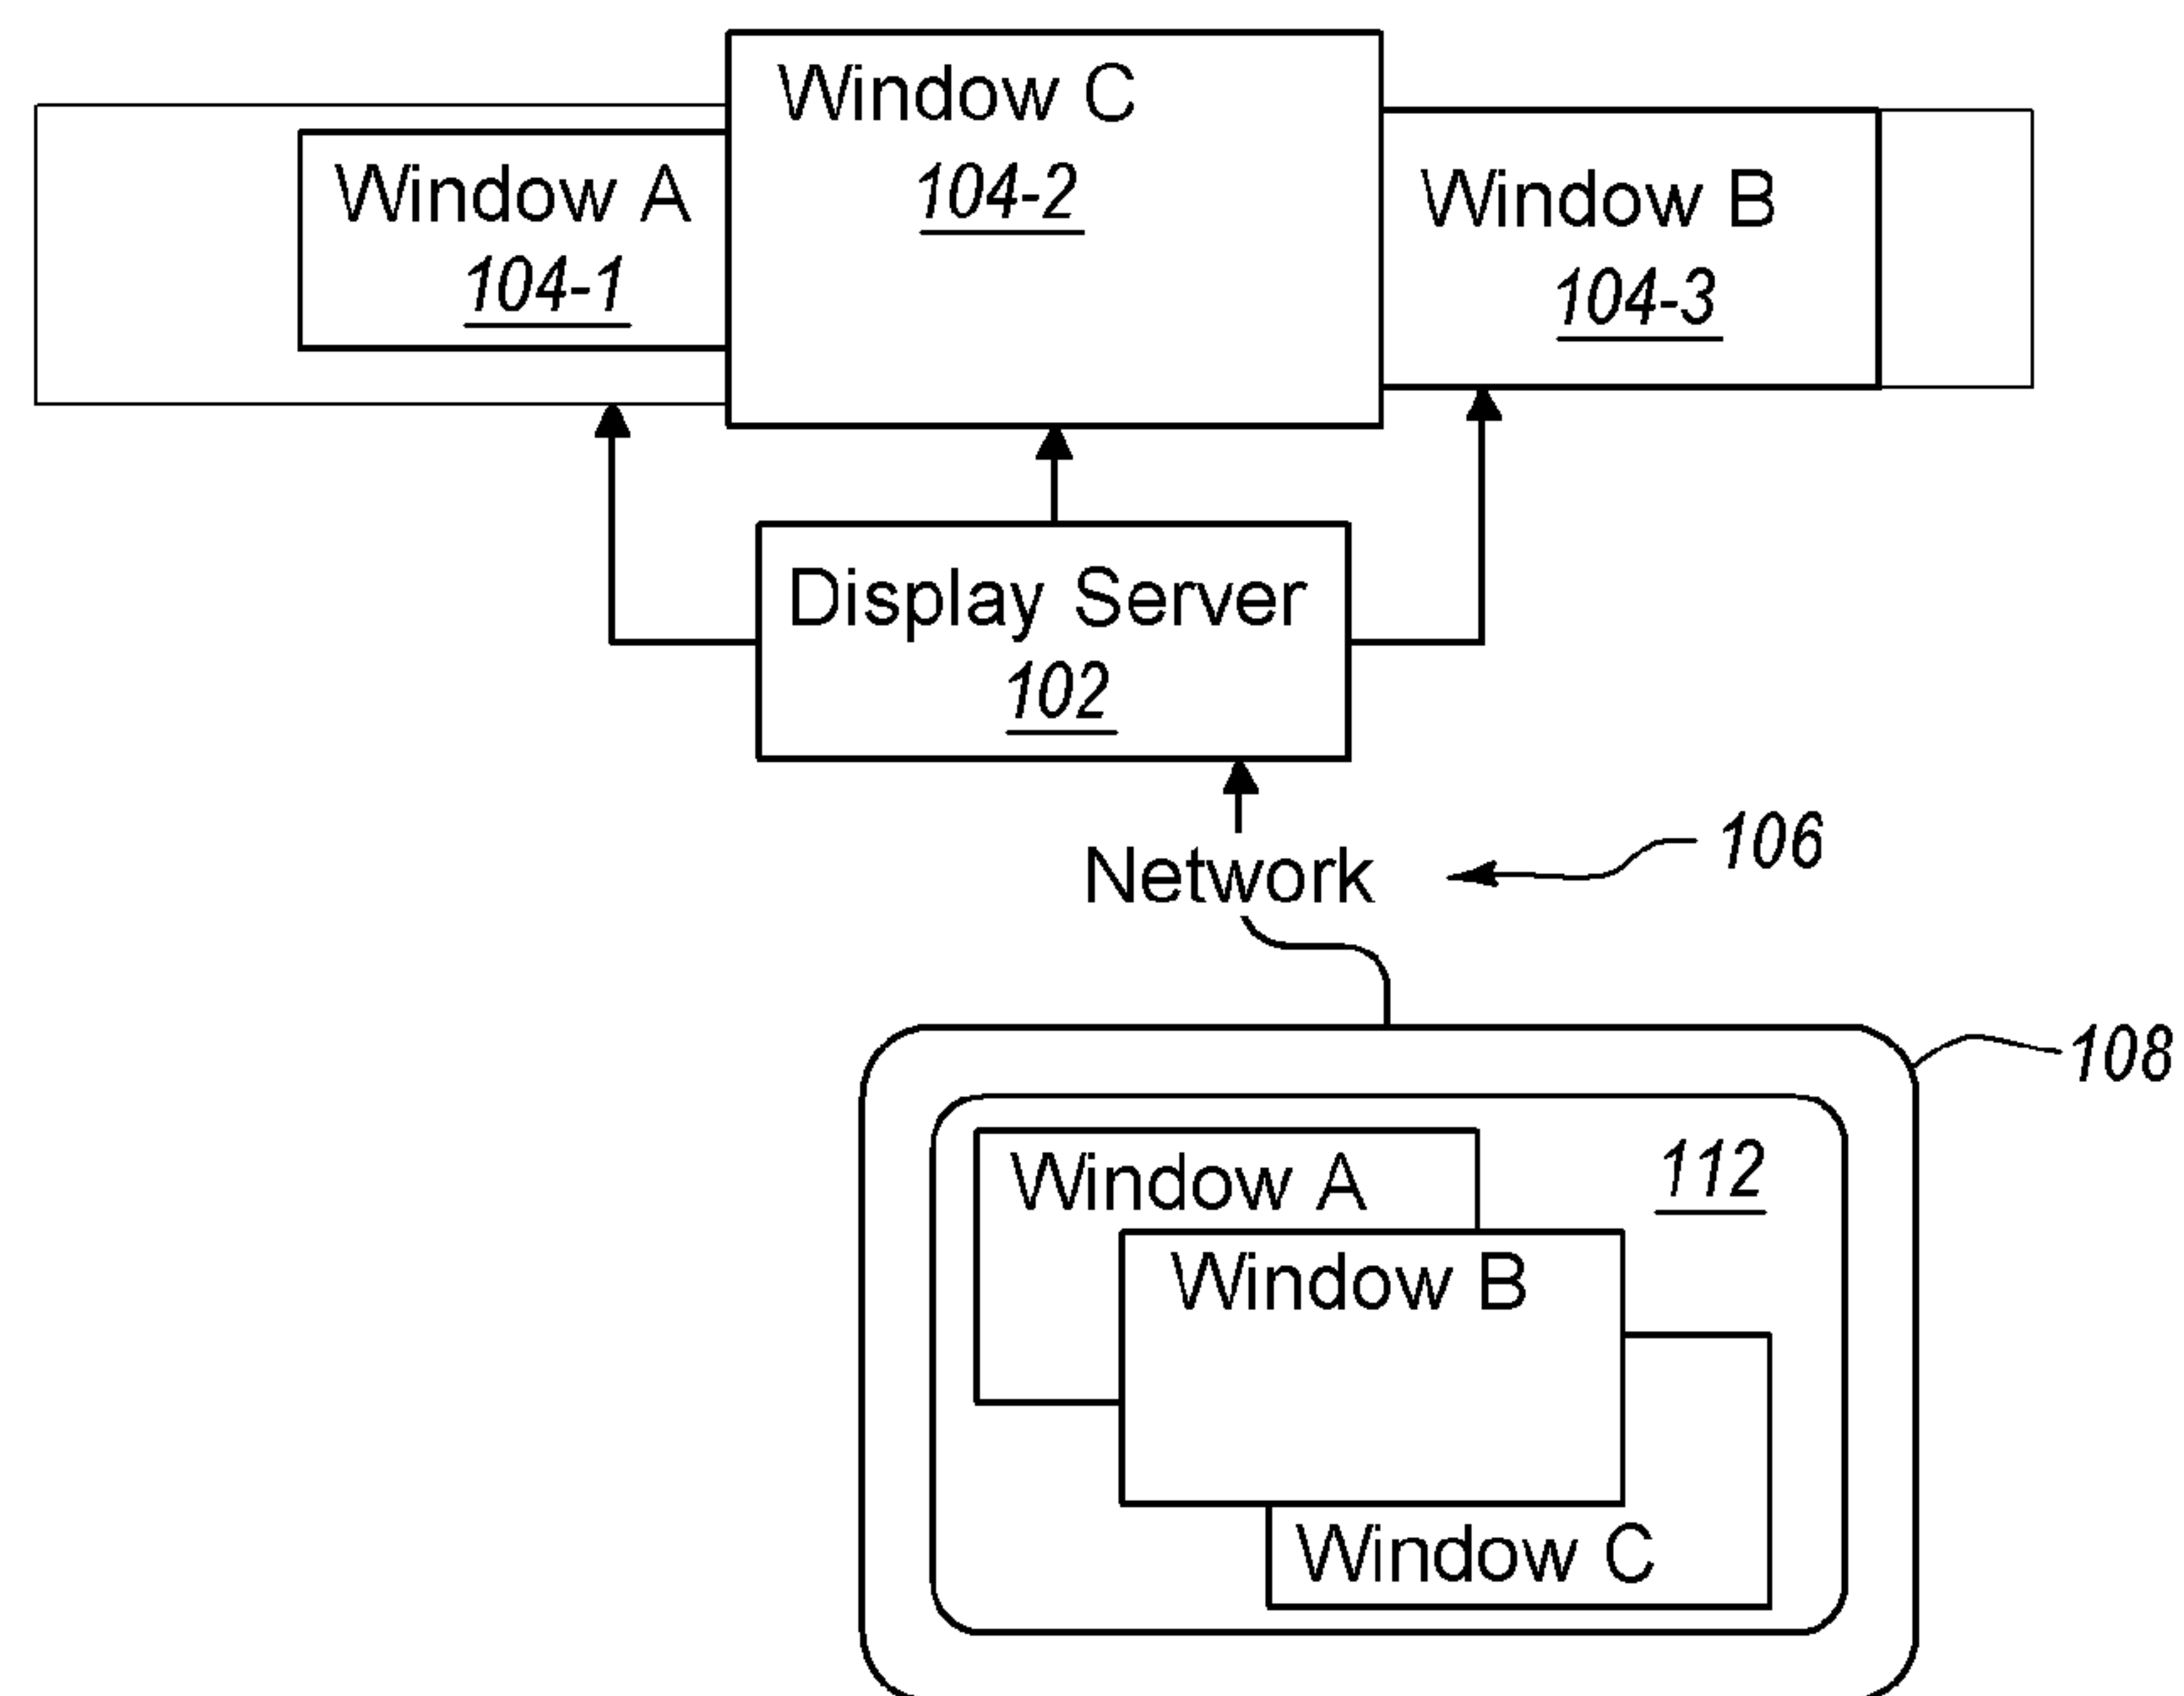 Window C
104-2
Window A
104-1
Window B
104-3
Display Server
102
Network
106
108
112
Window A
Window B
Window C